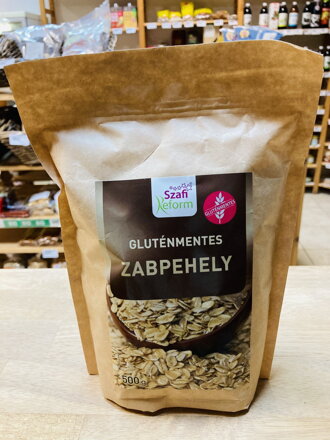 Szafi
Reform
GLUTÉNMENTES
GLUTÉNMENTES
ZABPEHELY
500 g